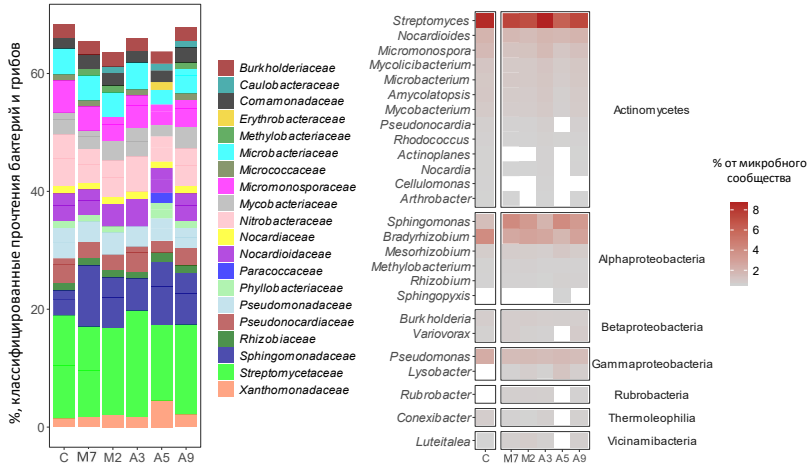 %, классифицированные прочтения бактерий и грибов
60
40
20
0
C M7 M2 A3 A5 A9
Burkholderiaceae
Caulobacteraceae
Comamonadaceae
Erythrobacteraceae
Methylobacteriaceae
Microbacteriaceae
Micrococcaceae
Micromonosporaceae
Mycobacteriaceae
Nitrobacteraceae
Nocardiaceae
Nocardioidaceae
Paracoccaceae
Phyllobacteriaceae
Pseudomonadaceae
Pseudonocardiaceae
Rhizobiaceae
Sphingomonadaceae
Streptomycetaceae
Xanthomonadaceae
Streptomyces
Nocardioides
Micromonospora
Mycolicibacterium
Microbacterium
Amycolatopsis
Mycobacterium
Pseudonocardia
Rhodococcus
Actinoplanes
Nocardia
Cellulomonas
Arthrobacter
Actinomycetes
Sphingomonas
Bradyrhizobium
Mesorhizobium
Methylobacterium
Rhizobium
Sphingopyxis
Alphaproteobacteria
Burkholderia
Variovorax
Betaproteobacteria
Pseudomonas
Lysobacter
Gammaproteobacteria
Rubrobacter
Rubrobacteria
Conexibacter
Thermoleophilia
Luteitalea
Vicinamibacteria
C M7 M2 A3 A5 A9
% от микробного
сообщества
8
6
4
2